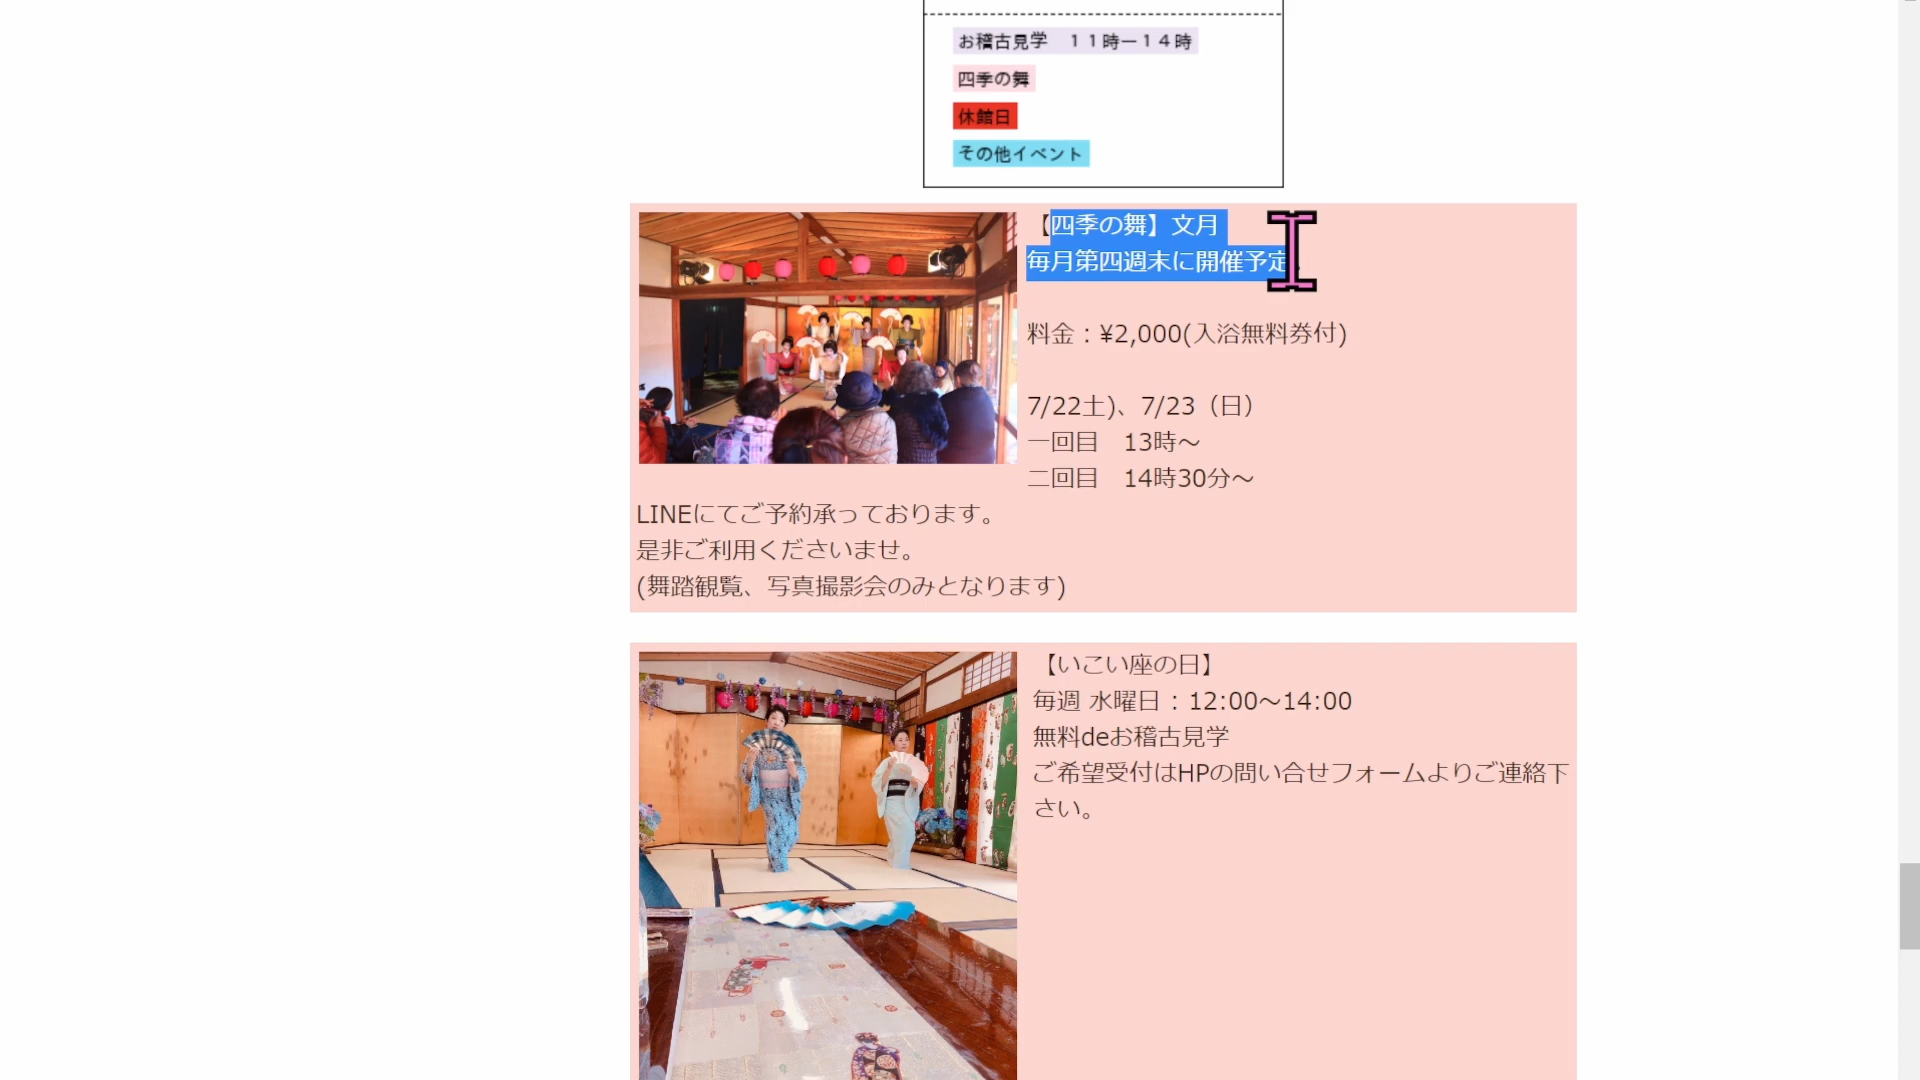 お稽古見学　１１時ー１４時
四季の舞
休館日
その他イベント
【四季の舞】文月
毎月第四週末に開催予定
料金：¥2,000(入浴無料券付)
7/22土)、7/23（日）
一回目　13時～
二回目　14時30分～
LINEにてご予約承っております。
是非ご利用くださいませ。
(舞踏観覧、写真撮影会のみとなります)
【いこい座の日】
毎週 水曜日：12:00～14:00
無料deお稽古見学
ご希望受付はHPの問い合せフォームよりご連絡下
さい。